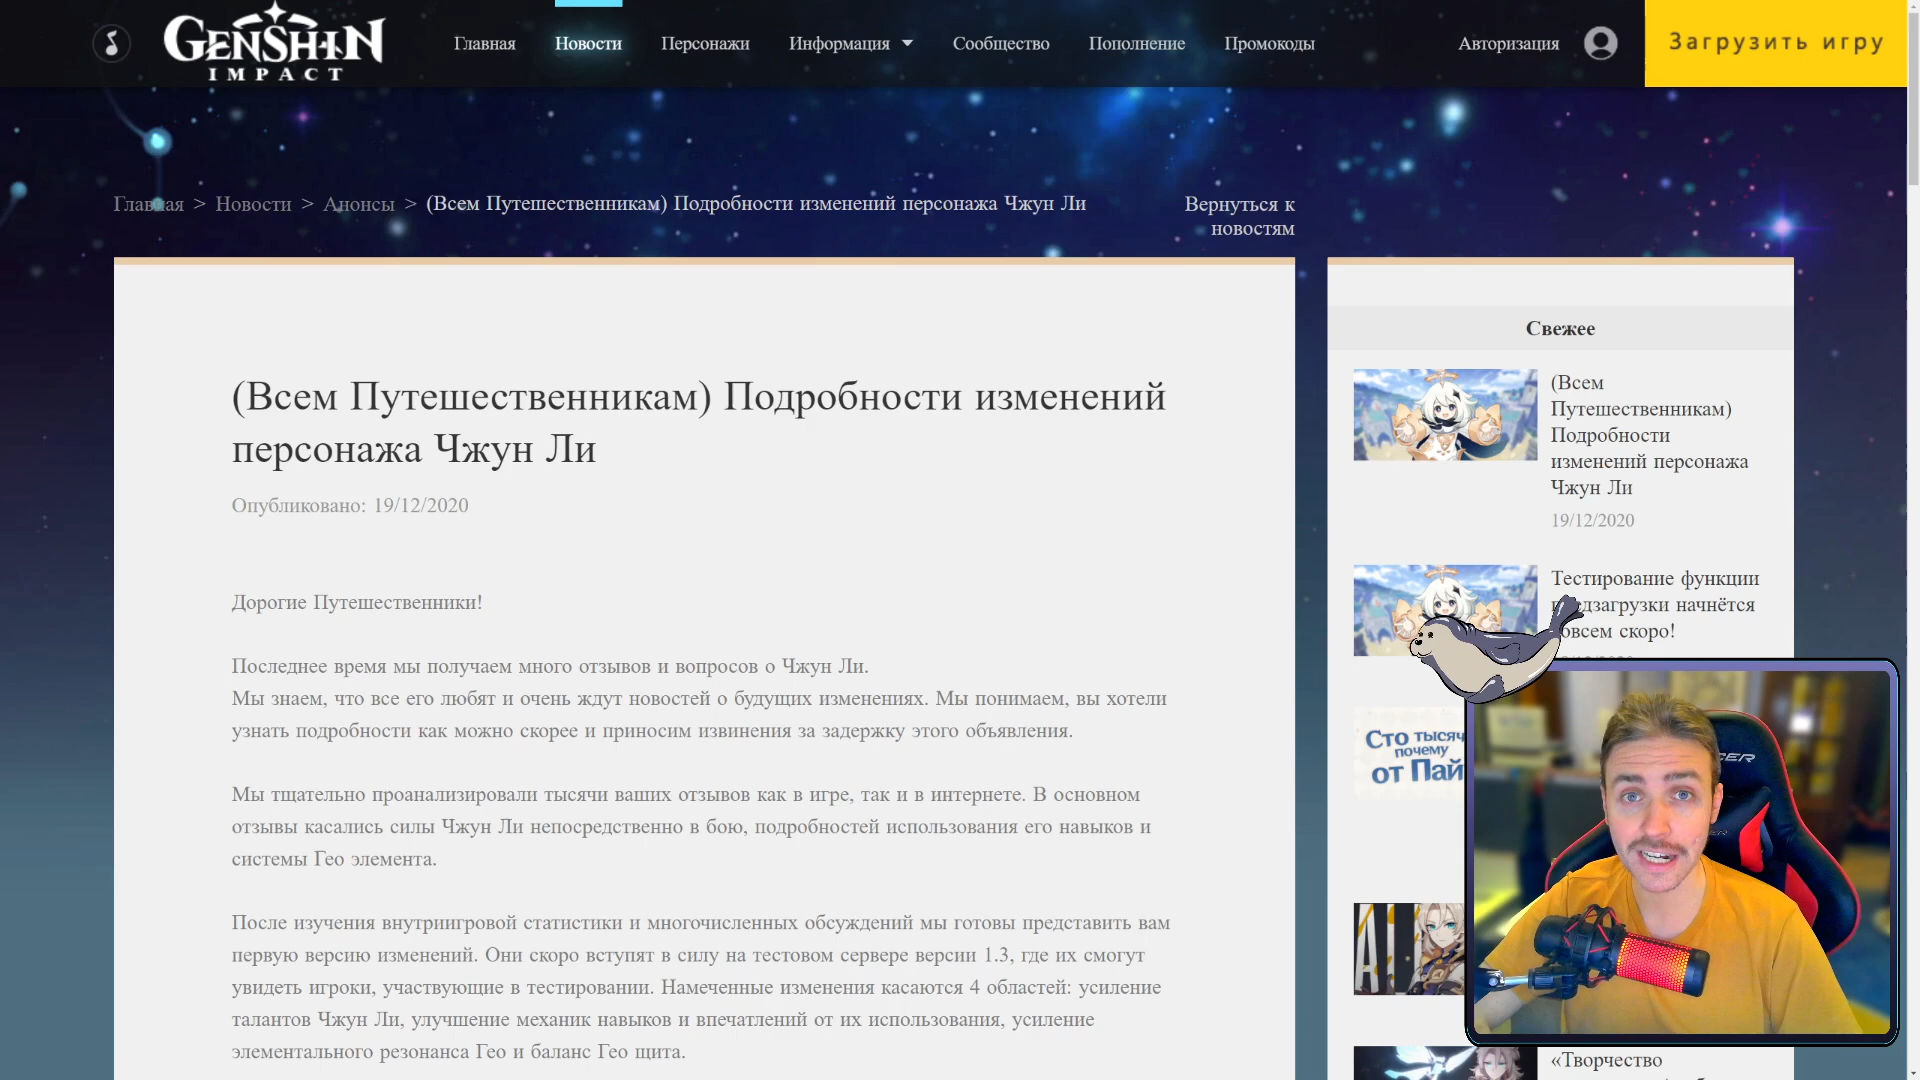 GENSHIN
IMPACT
Главная
Новости
Персонажи
Информация
Сообщество
Пополнение
Промокоды
Авторизация
Загрузить игру
Главная > Новости > Анонсы > (Всем Путешественникам) Подробности изменений персонажа Чжун Ли
Вернуться к
новостям
(Всем Путешественникам) Подробности изменений
персонажа Чжун Ли
Опубликовано: 19/12/2020
Дорогие Путешественники!
Последнее время мы получаем много отзывов и вопросов о Чжун Ли.
Мы знаем, что все его любят и очень ждут новостей о будущих изменениях. Мы понимаем, вы хотели
узнать подробности как можно скорее и приносим извинения за задержку этого объявления.
Мы тщательно проанализировали тысячи ваших отзывов как в игре, так и в интернете. В основном
отзывы касались силы Чжун Ли непосредственно в бою, подробностей использования его навыков и
системы Гео элемента.
После изучения внутриигровой статистики и многочисленных обсуждений мы готовы представить вам
первую версию изменений. Они скоро вступят в силу на тестовом сервере версии 1.3, где их смогут
увидеть игроки, участвующие в тестировании. Намеченные изменения касаются 4 областей: усиление
талантов Чжун Ли, улучшение механик навыков и впечатлений от их использования, усиление
элементального резонанса Гео и баланс Гео щита.
Свежее
(Всем
Путешественникам)
Подробности
изменений персонажа
Чжун Ли
19/12/2020
Тестирование функции
предзагрузки начнётся
совсем скоро!
Сто тысяч
почему
от Пай
«Творчество